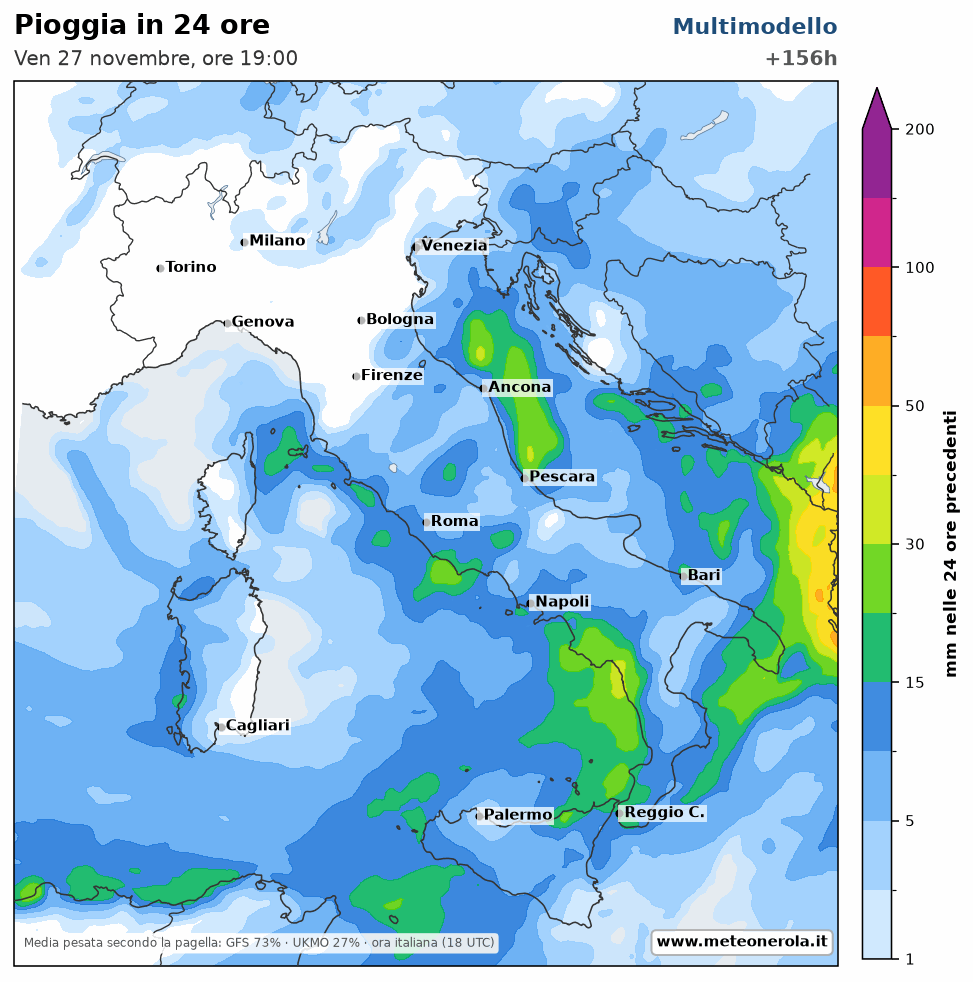 Pioggia in 24 ore
Multimodello
Ven 27 novembre, ore 19:00
+156h
Milano
Venezia
Torino
Genova
Bologna
Firenze
Ancona
Pescara
Roma
Bari
Napoli
Cagliari
Palermo
Reggio C.
200
100
50
30
15
5
1
mm nelle 24 ore precedenti
Media pesata secondo la pagella: GFS 73% · UKMO 27% · ora italiana (18 UTC)
www.meteonerola.it